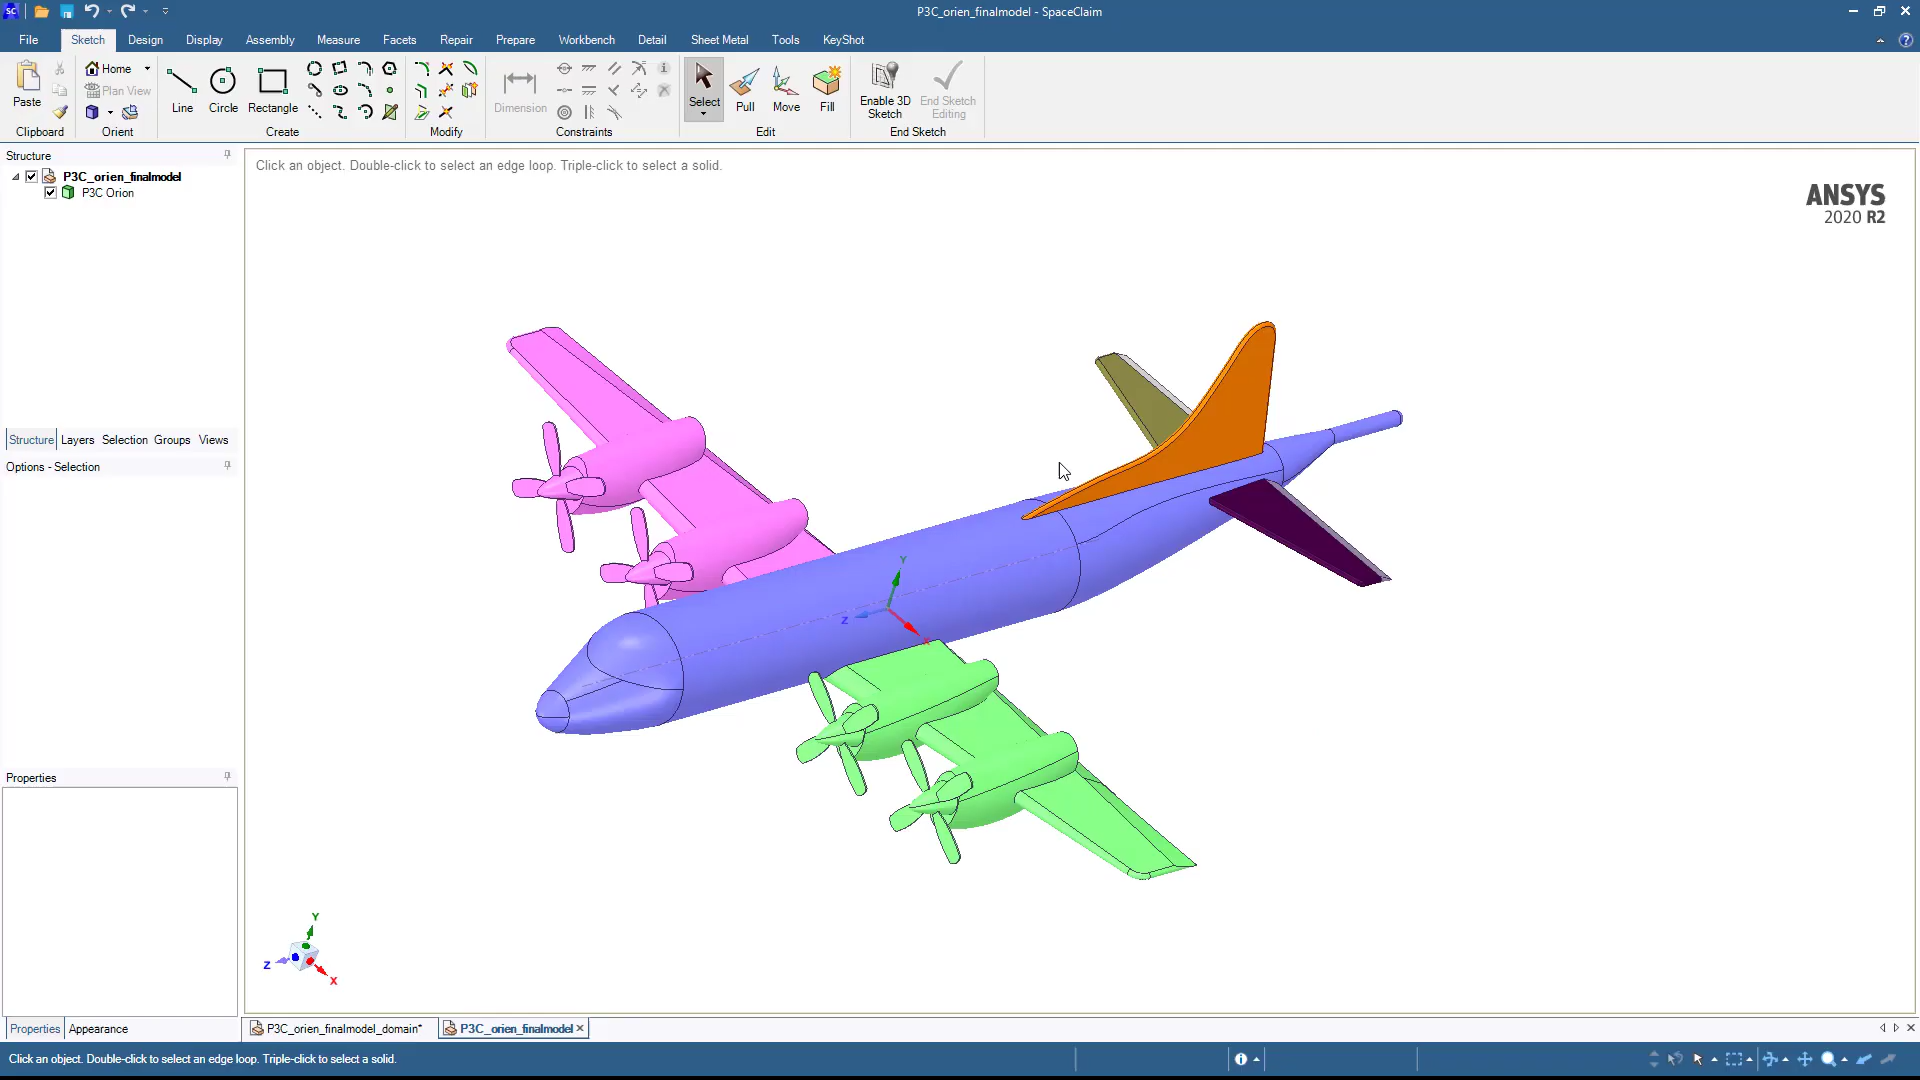 SC
P3C_orien_finalmodel - SpaceClaim
File Sketch Design Display Assembly Measure Facets Repair Prepare Workbench Detail Sheet Metal Tools KeyShot
Paste
Home
Plan View
Line Circle Rectangle
Dimension
Select Pull Move Fill
Enable 3D Sketch
End Sketch Editing
Clipboard Orient Create Modify Constraints Edit End Sketch
Structure
P3C_orien_finalmodel
P3C Orion
Click an object. Double-click to select an edge loop. Triple-click to select a solid.
ANSYS
2020 R2
Structure Layers Selection Groups Views
Options - Selection
Y
Z
X
Properties
Y
Z
X
Properties Appearance
P3C_orien_finalmodel_domain* P3C_orien_finalmodel
Click an object. Double-click to select an edge loop. Triple-click to select a solid.